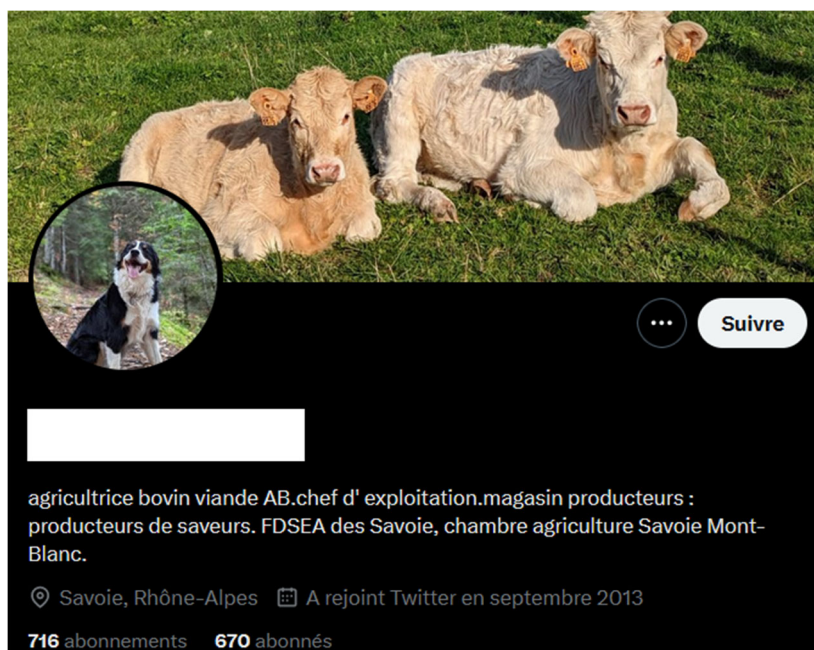 Suivre
agricultrice bovin viande AB.chef d' exploitation.magasin producteurs :
producteurs de saveurs. FDSEA des Savoie, chambre agriculture Savoie Mont-
Blanc.
Savoie, Rhône-Alpes A rejoint Twitter en septembre 2013
716 abonnements 670 abonnés